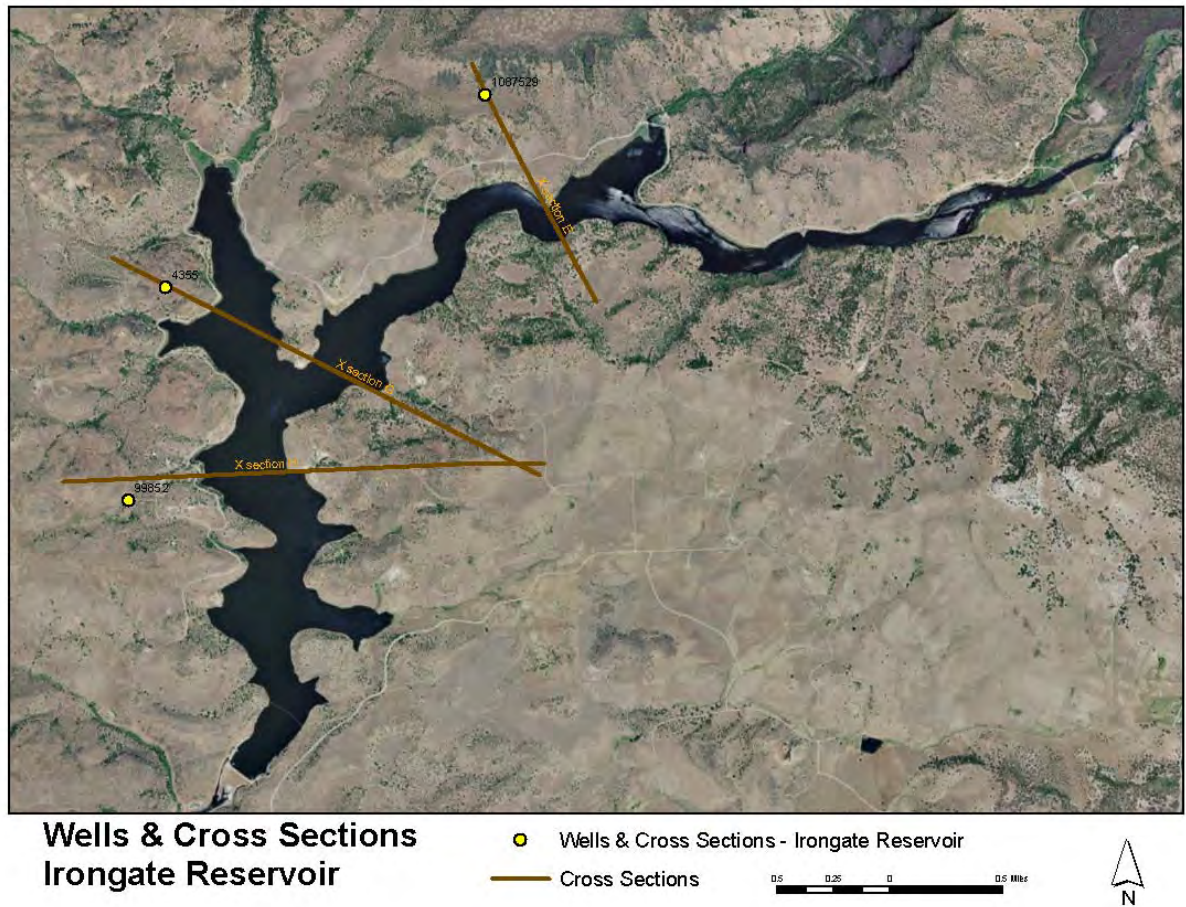 1087529
X section E
4355
X section G
X section
99852
Wells & Cross Sections
Irongate Reservoir
Wells & Cross Sections - Irongate Reservoir
Cross Sections
0.5 0.25 0 0.5 Miles
N